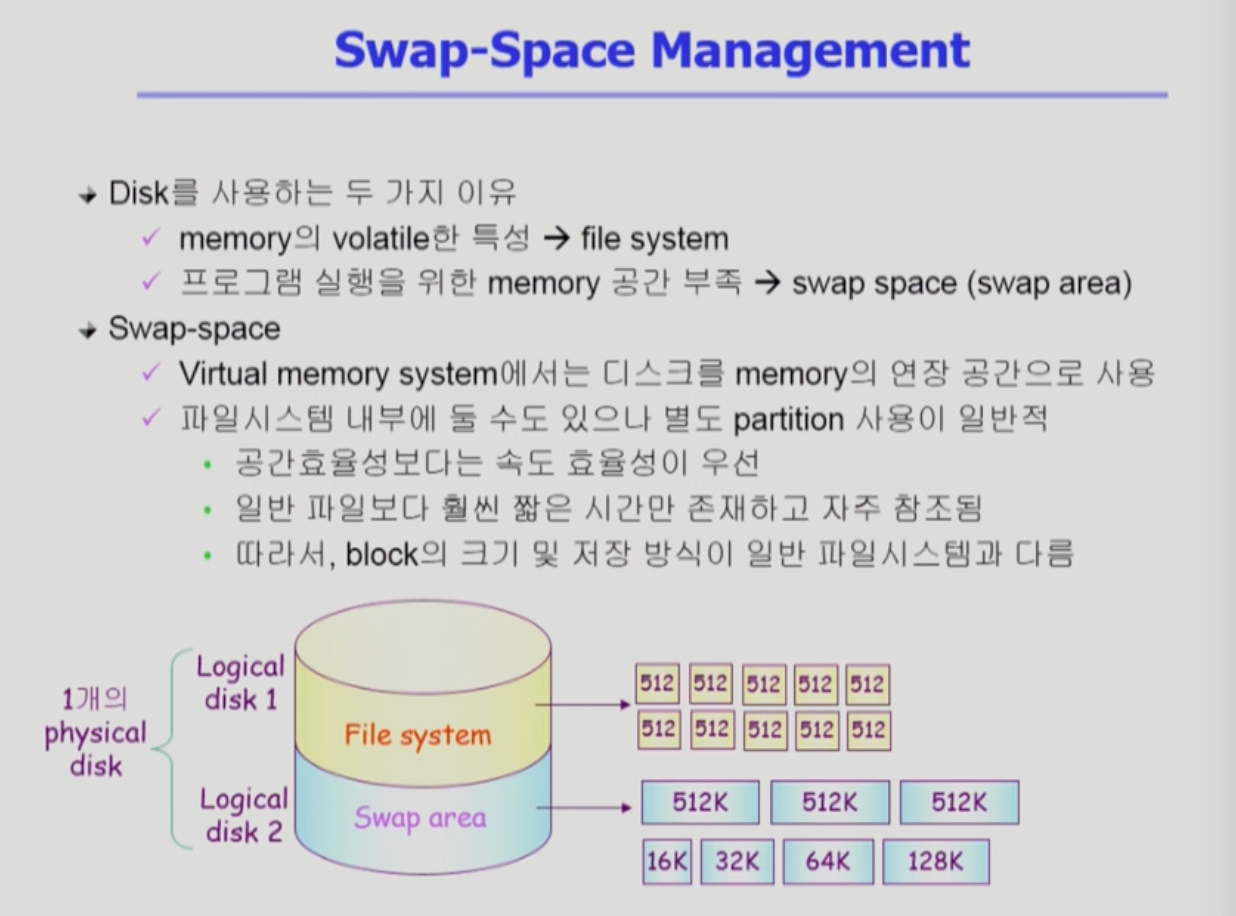 Swap-Space Management
Disk를 사용하는 두 가지 이유
memory의 volatile한 특성 → file system
프로그램 실행을 위한 memory 공간 부족 → swap space (swap area)
Swap-space
Virtual memory system에서는 디스크를 memory의 연장 공간으로 사용
파일시스템 내부에 둘 수도 있으나 별도 partition 사용이 일반적
공간효율성보다는 속도 효율성이 우선
일반 파일보다 훨씬 짧은 시간만 존재하고 자주 참조됨
따라서, block의 크기 및 저장 방식이 일반 파일시스템과 다름
1개의
physical
disk
Logical
disk 1
File system
512 512 512 512 512
512 512 512 512 512
Logical
disk 2
Swap area
512K 512K 512K
16K 32K 64K 128K